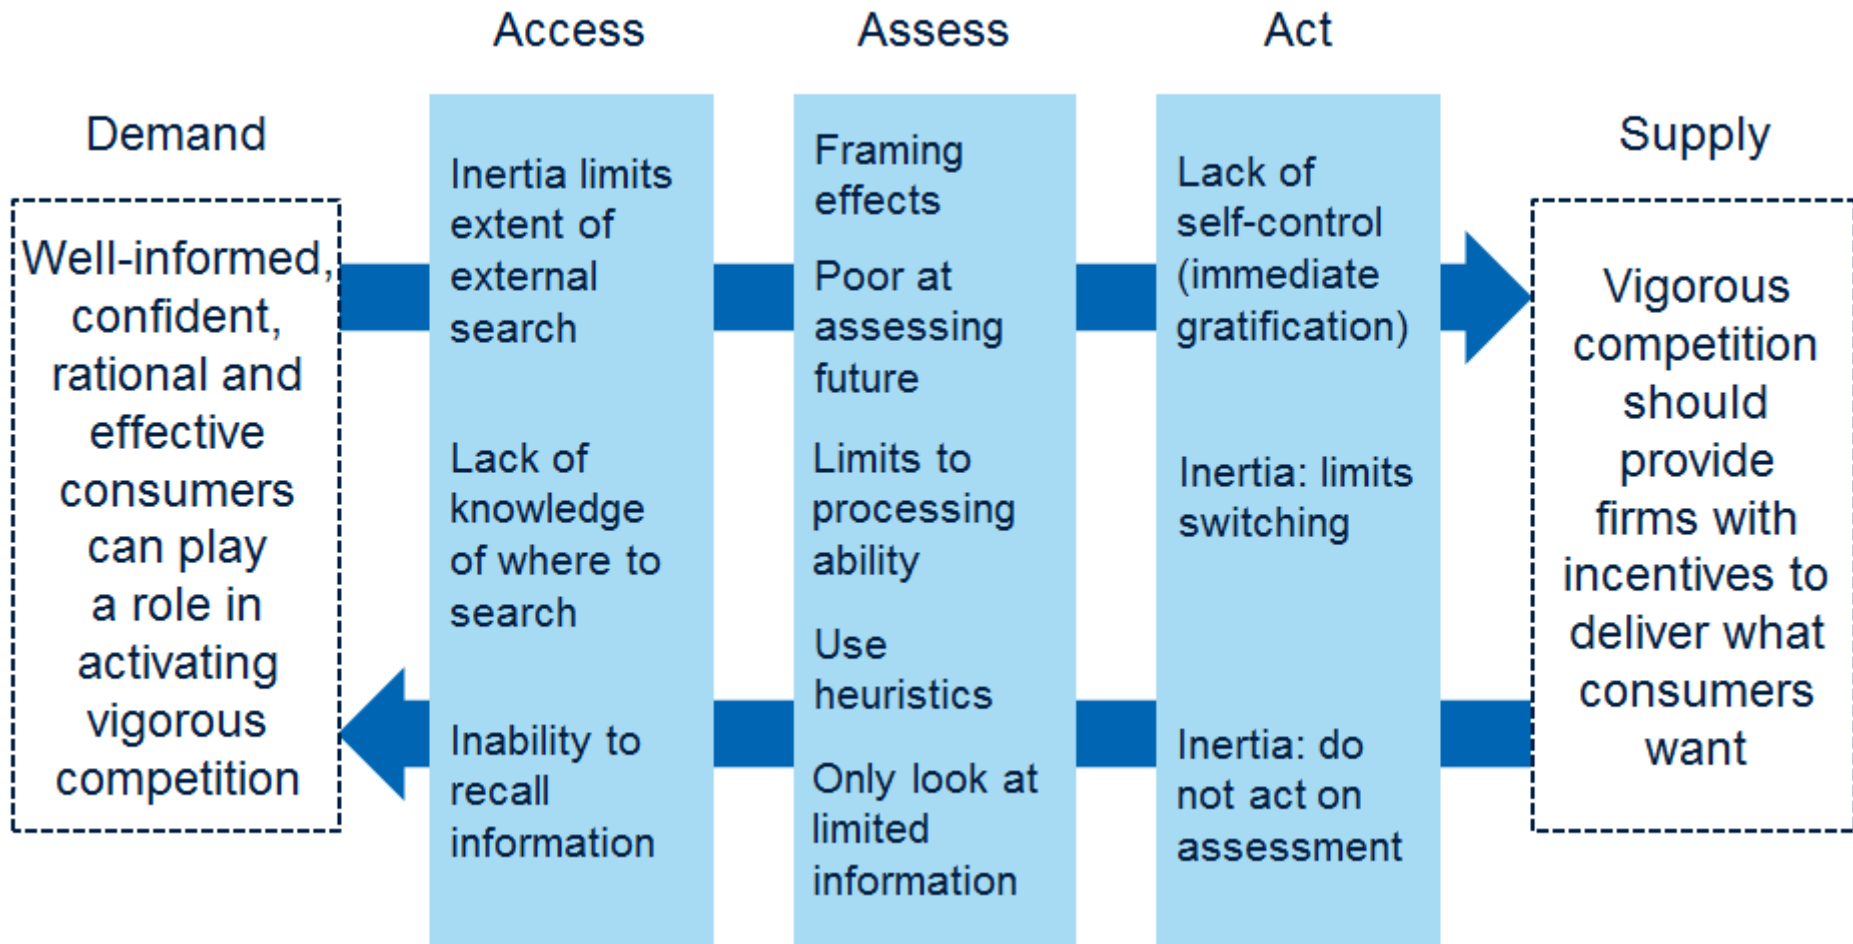 Access
Assess
Act
Demand
Well-informed,
confident,
rational and
effective
consumers
can play
a role in
activating
vigorous
competition
Inertia limits
extent of
external
search
Lack of
knowledge
of where to
search
Inability to
recall
information
Framing
effects
Poor at
assessing
future
Limits to
processing
ability
Use
heuristics
Only look at
limited
information
Lack of
self-control
(immediate
gratification)
Inertia: limits
switching
Inertia: do
not act on
assessment
Supply
Vigorous
competition
should
provide
firms with
incentives to
deliver what
consumers
want